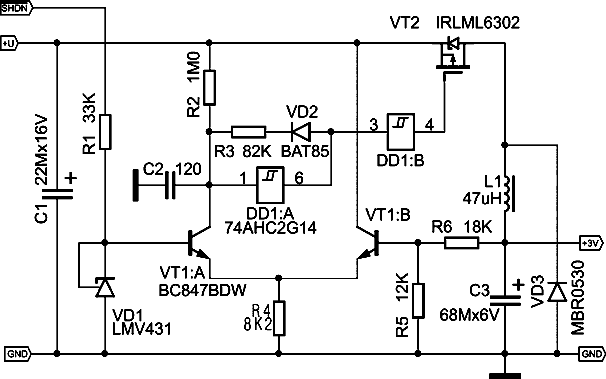 SHDN
VT2 IRLML6302
+U
R1 33K
R2 1M0
22Mx16V
+
C1
R3 82K
VD2
BAT85
3 4
DD1:B
C2 120
1 6
DD1:A
74AHC2G14
L1
47uH
VT1:B
R6 18K
+3V
VT1:A
BC847BDW
R4
8K2
R5 12K
C3
+
68Mx6V
VD3
MBR0530
VD1
LMV431
GND
GND